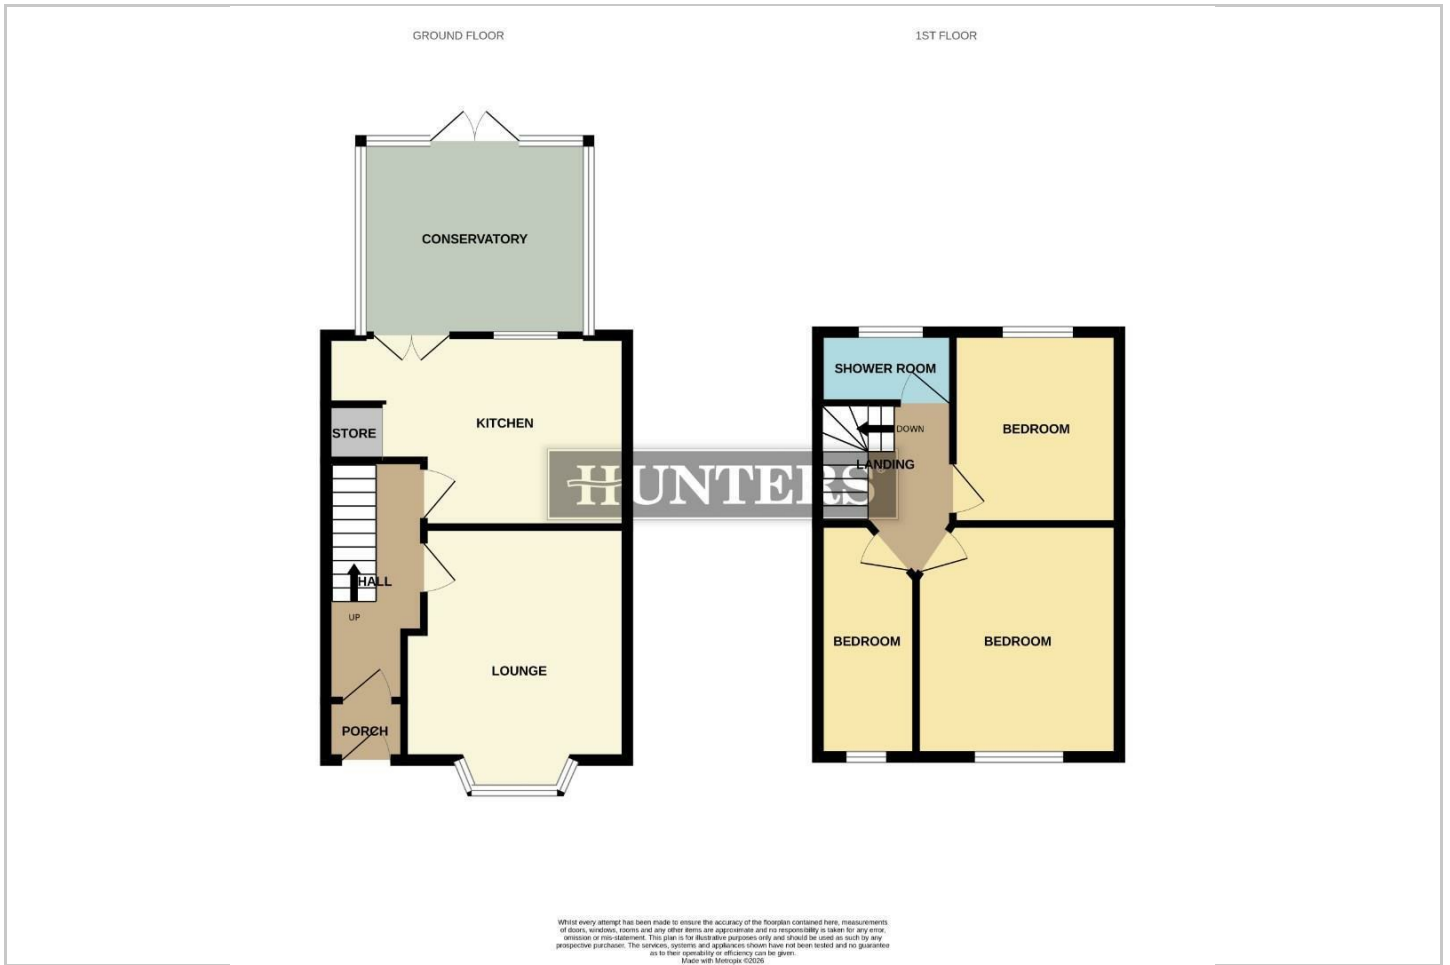 GROUND FLOOR
1ST FLOOR
CONSERVATORY
KITCHEN
STORE
HALL
UP
LOUNGE
PORCH
SHOWER ROOM
BEDROOM
DOWN
LANDING
BEDROOM
BEDROOM
HUNTERS
Whilst every attempt has been made to ensure the accuracy of the floorplan contained here, measurements
of doors, windows, rooms and any other items are approximate and no responsibility is taken for any error,
omission or mis-statement. This plan is for illustrative purposes only and should be used as such by any
prospective purchaser. The services, systems and appliances shown have not been tested and no guarantee
as to their operability or efficiency can be given.
Made with Metropix ©2026